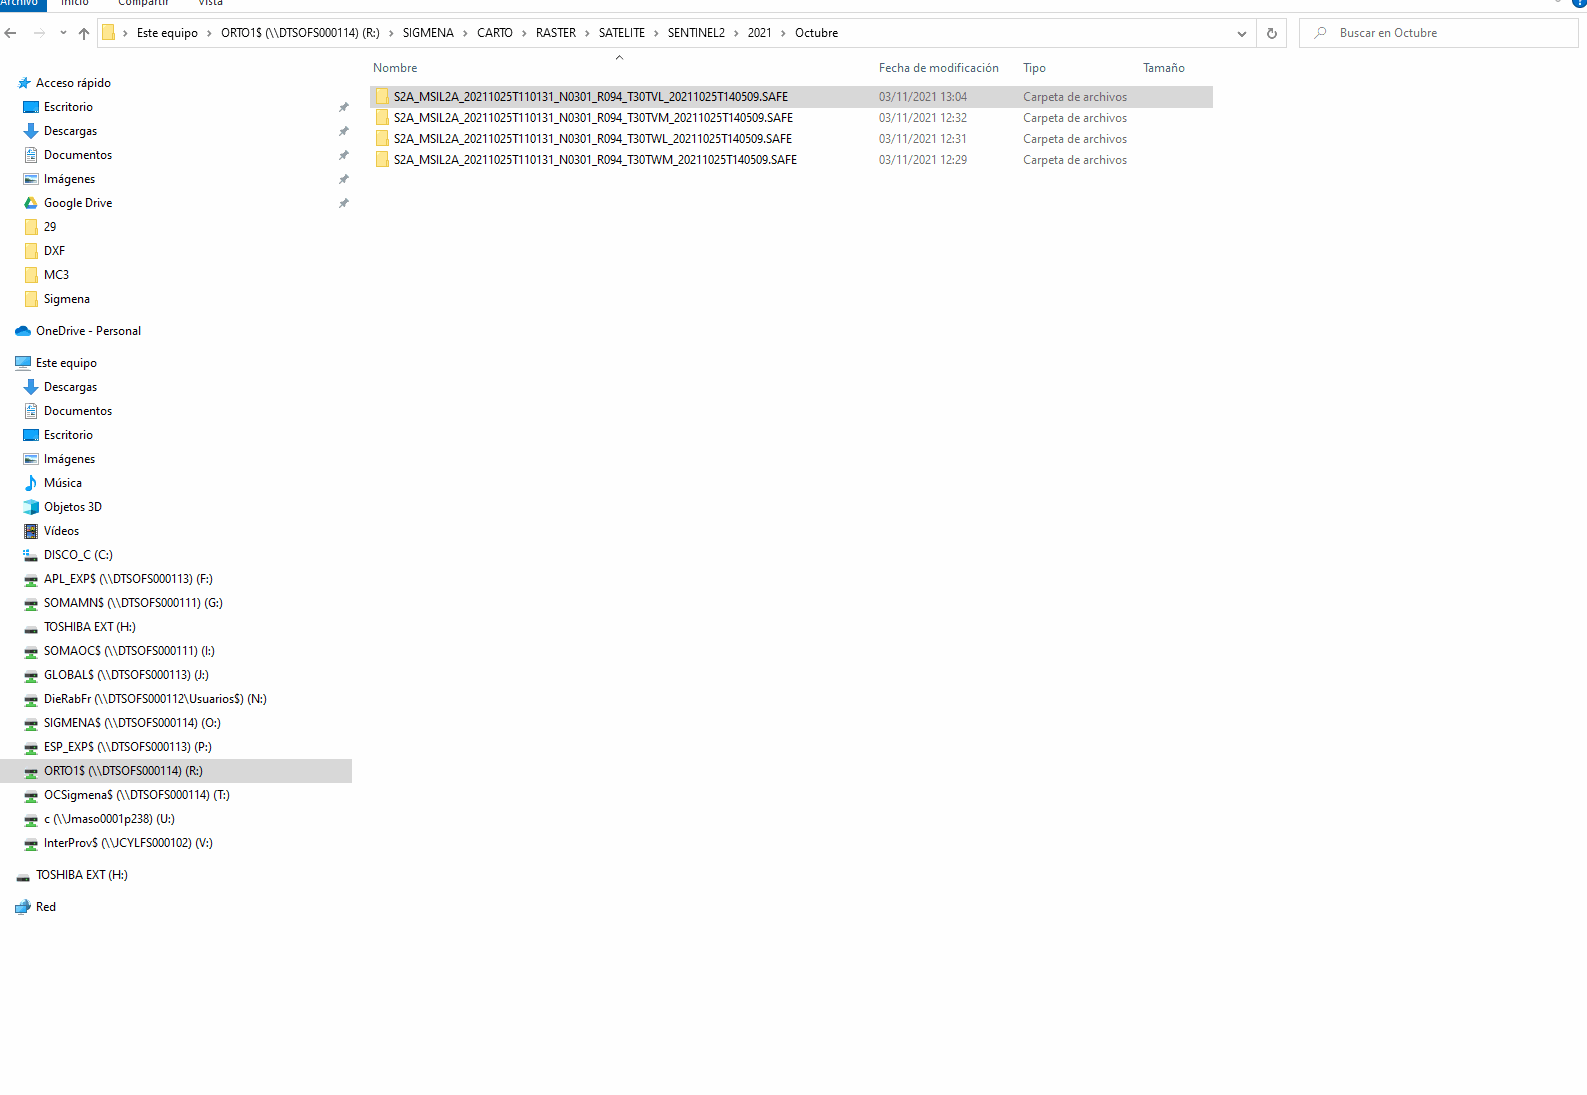 Archivo Inicio Compartir Vista
Este equipo › ORTO1$ (\\DTSOFS000114) (R:) › SIGMENA › CARTO › RASTER › SATELITE › SENTINEL2 › 2021 › Octubre
Buscar en Octubre
Nombre Fecha de modificación Tipo Tamaño
S2A_MSIL2A_20211025T110131_N0301_R094_T30TVL_20211025T140509.SAFE 03/11/2021 13:04 Carpeta de archivos
S2A_MSIL2A_20211025T110131_N0301_R094_T30TVM_20211025T140509.SAFE 03/11/2021 12:32 Carpeta de archivos
S2A_MSIL2A_20211025T110131_N0301_R094_T30TWL_20211025T140509.SAFE 03/11/2021 12:31 Carpeta de archivos
S2A_MSIL2A_20211025T110131_N0301_R094_T30TWM_20211025T140509.SAFE 03/11/2021 12:29 Carpeta de archivos
Acceso rápido
Escritorio
Descargas
Documentos
Imágenes
Google Drive
29
DXF
MC3
Sigmena
OneDrive - Personal
Este equipo
Descargas
Documentos
Escritorio
Imágenes
Música
Objetos 3D
Vídeos
DISCO_C (C:)
APL_EXP$ (\\DTSOFS000113) (F:)
SOMAMN$ (\\DTSOFS000111) (G:)
TOSHIBA EXT (H:)
SOMAOC$ (\\DTSOFS000111) (I:)
GLOBAL$ (\\DTSOFS000113) (J:)
DieRabFr (\\DTSOFS000112\Usuarios$) (N:)
SIGMENA$ (\\DTSOFS000114) (O:)
ESP_EXP$ (\\DTSOFS000113) (P:)
ORTO1$ (\\DTSOFS000114) (R:)
OCSigmena$ (\\DTSOFS000114) (T:)
c (\\Jmaso0001p238) (U:)
InterProv$ (\\JCYLFS000102) (V:)
TOSHIBA EXT (H:)
Red